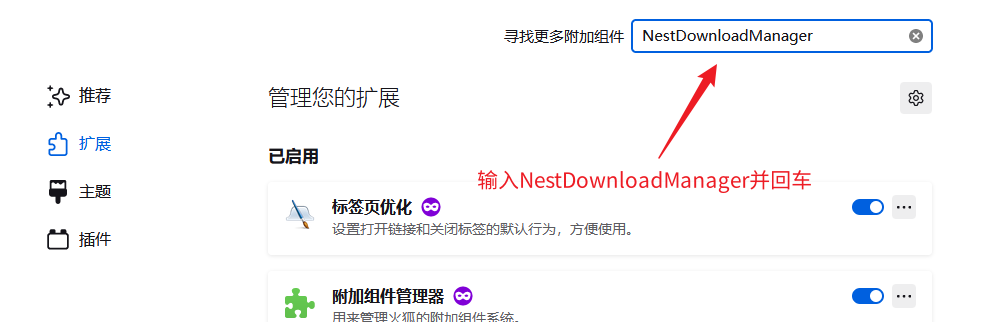 寻找更多附加组件 NestDownloadManager
推荐
管理您的扩展
扩展
已启用
主题
输入NestDownloadManager并回车
标签页优化
设置打开链接和关闭标签的默认行为，方便使用。
插件
附加组件管理器
用来管理火狐的附加组件系统。